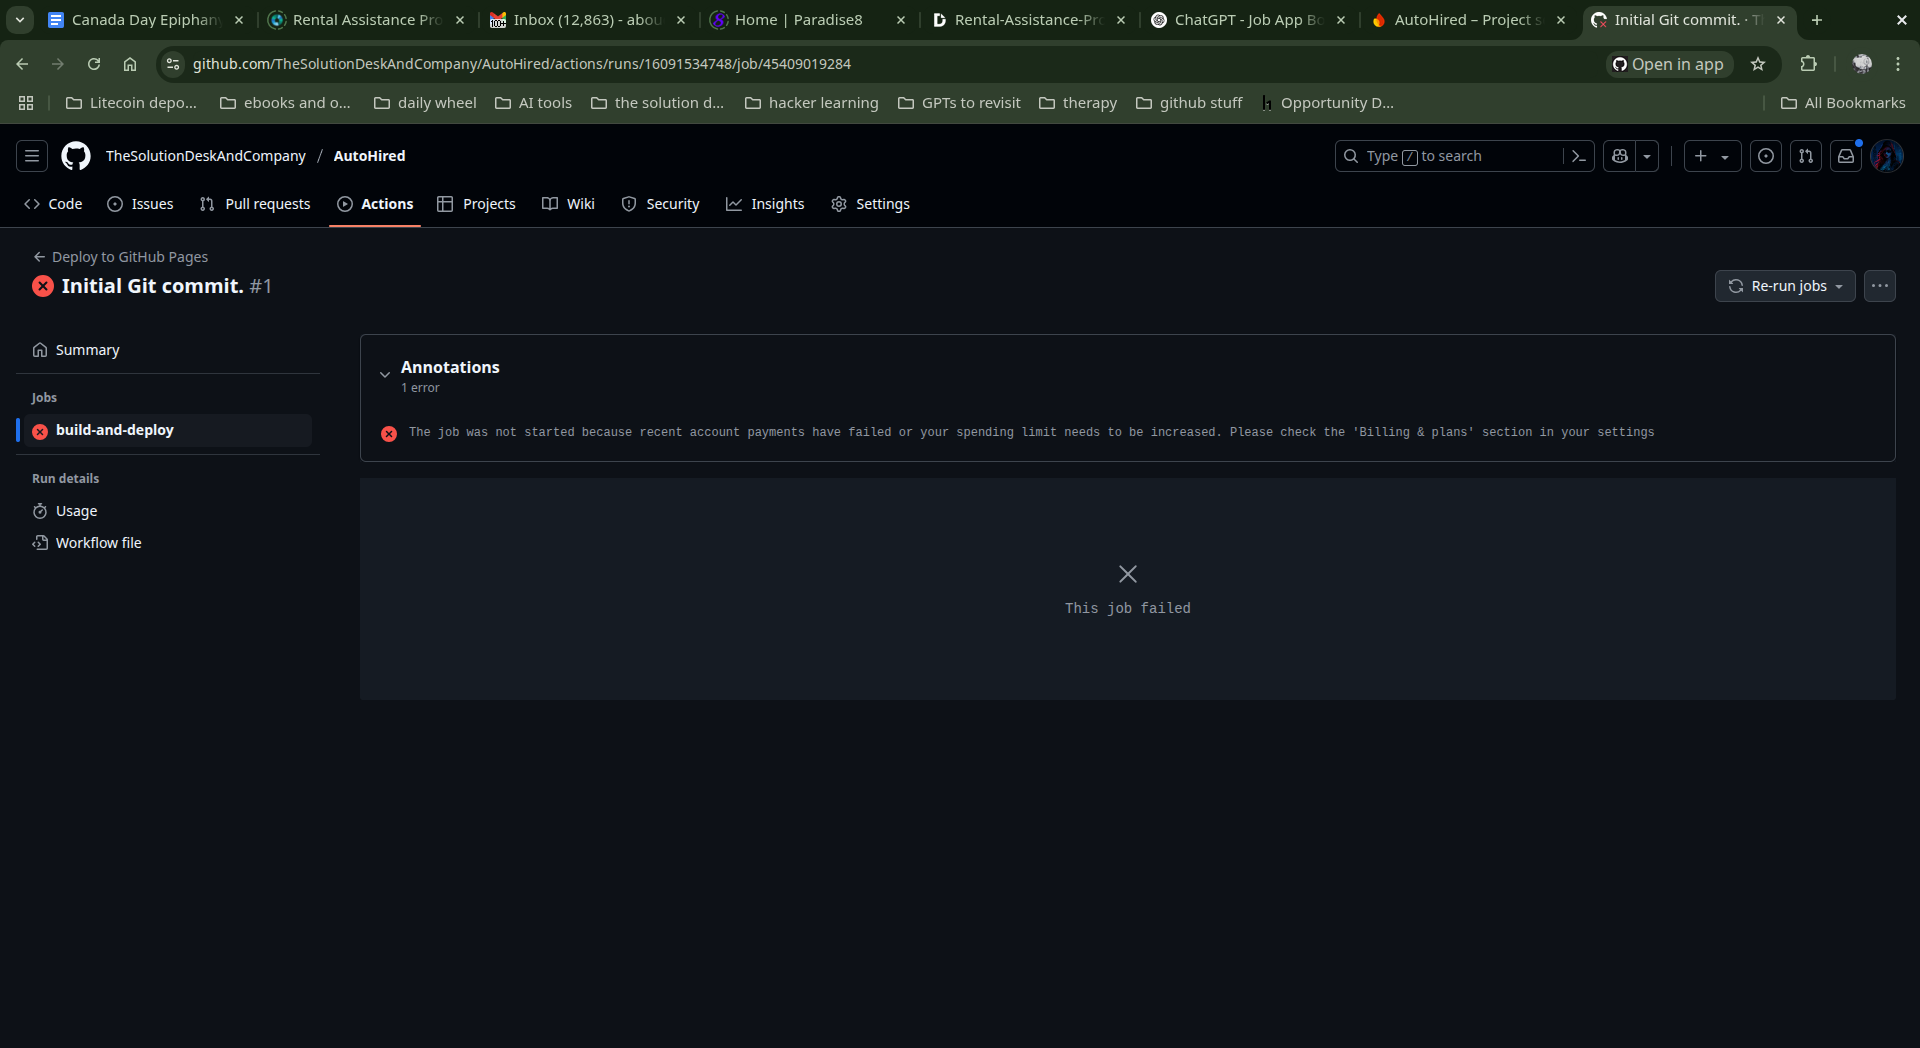 Canada Day Epiphan
Rental Assistance Pro
Inbox (12,863) - abou
Home | Paradise8
Rental-Assistance-Pro
ChatGPT - Job App Bo
AutoHired – Project s
Initial Git commit. · T
github.com/TheSolutionDeskAndCompany/AutoHired/actions/runs/16091534748/job/45409019284
Open in app
Litecoin depo...
ebooks and o...
daily wheel
AI tools
the solution d...
hacker learning
GPTs to revisit
therapy
github stuff
Opportunity D...
All Bookmarks
TheSolutionDeskAndCompany / AutoHired
Type / to search
Code
Issues
Pull requests
Actions
Projects
Wiki
Security
Insights
Settings
Deploy to GitHub Pages
Initial Git commit. #1
Re-run jobs
Summary
Jobs
build-and-deploy
Run details
Usage
Workflow file
Annotations
1 error
The job was not started because recent account payments have failed or your spending limit needs to be increased. Please check the 'Billing & plans' section in your settings
This job failed